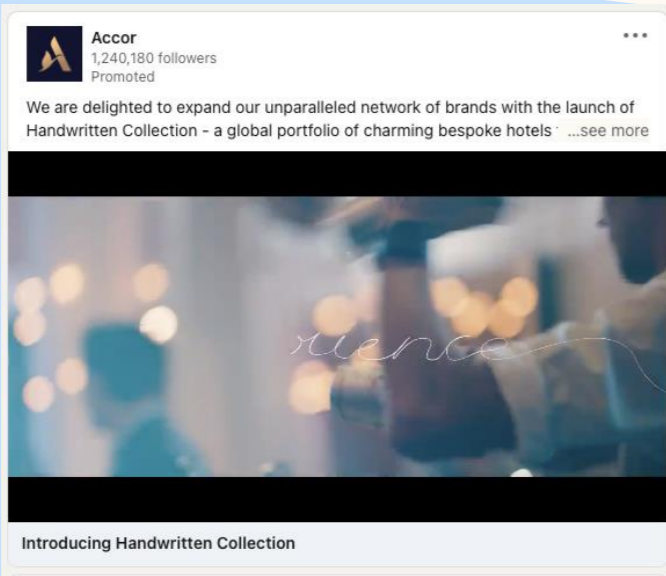 Accor
1,240,180 followers
Promoted
We are delighted to expand our unparalleled network of brands with the launch of
Handwritten Collection - a global portfolio of charming bespoke hotels ...see more
rience
Introducing Handwritten Collection